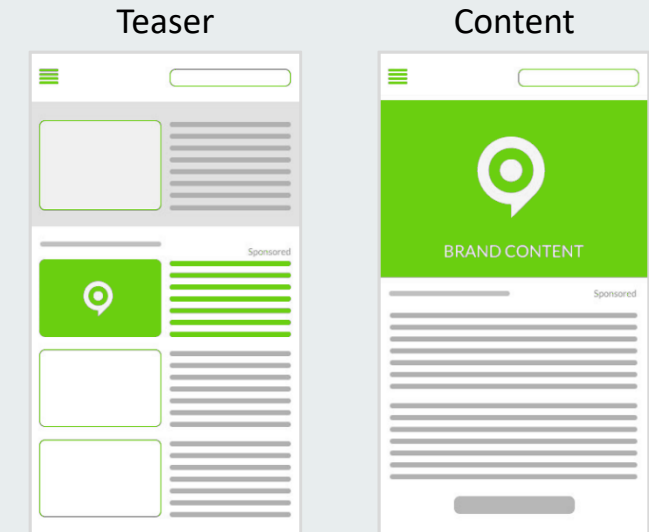 Teaser
Content
Sponsored
BRAND CONTENT
Sponsored